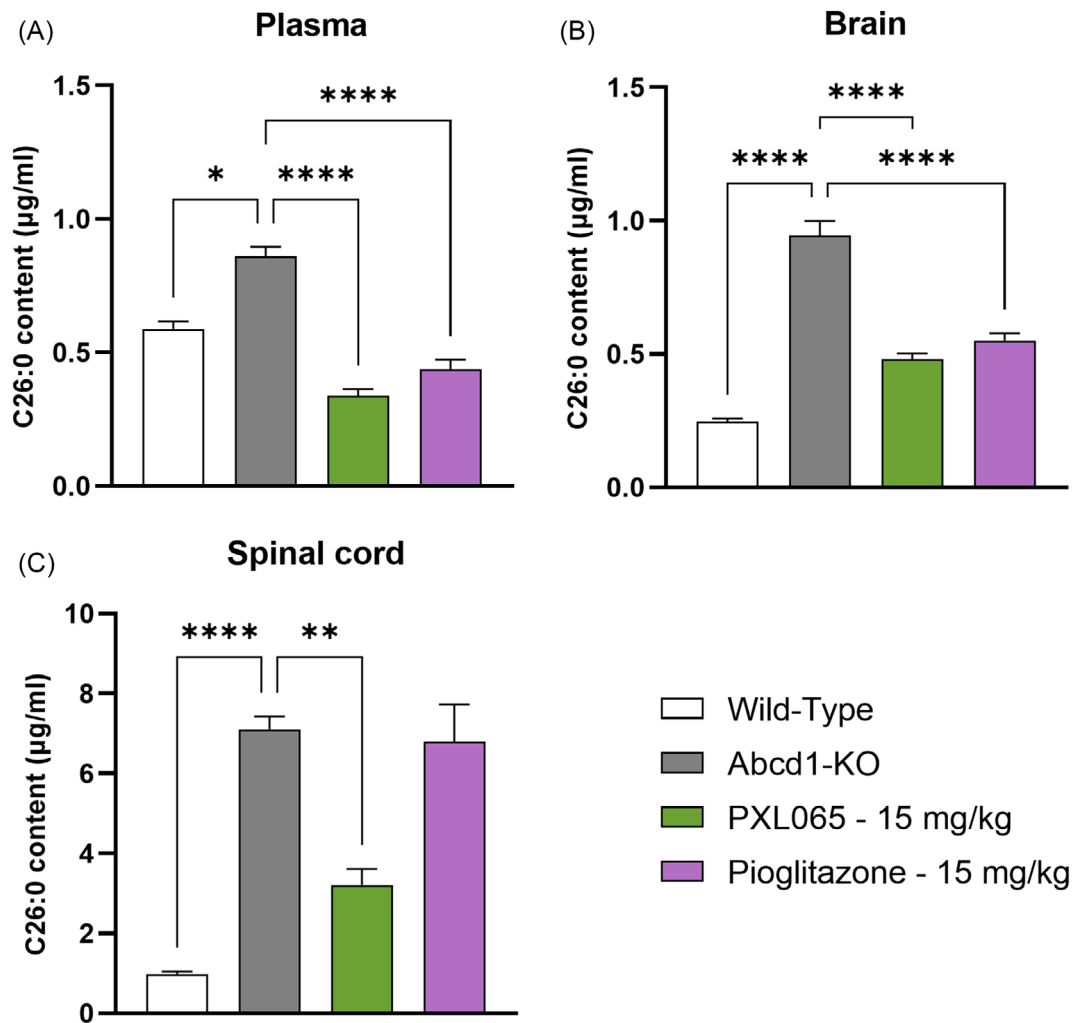 (A)
Plasma
C26:0 content (µg/ml)
1.5
1.0
0.5
0.0
*
****
****
(B)
Brain
C26:0 content (µg/ml)
1.5
1.0
0.5
0.0
****
****
****
(C)
Spinal cord
C26:0 content (µg/ml)
10
8
6
4
2
0
****
**
Wild-Type
Abcd1-KO
PXL065 - 15 mg/kg
Pioglitazone - 15 mg/kg